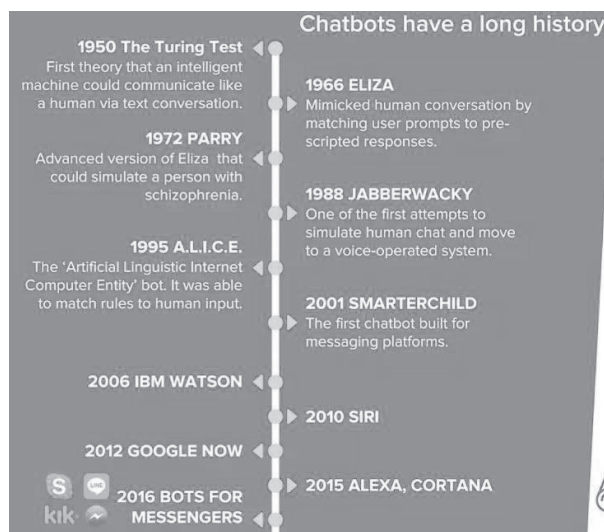 Chatbots have a long history
1950 The Turing Test
First theory that an intelligent
machine could communicate like
a human via text conversation.
1966 ELIZA
Mimicked human conversation by
matching user prompts to pre-
scripted responses.
1972 PARRY
Advanced version of Eliza that
could simulate a person with
schizophrenia.
1988 JABBERWACKY
One of the first attempts to
simulate human chat and move
to a voice-operated system.
1995 A.L.I.C.E.
The ‘Artificial Linguistic Internet
Computer Entity’ bot. It was able
to match rules to human input.
2001 SMARTERCHILD
The first chatbot built for
messaging platforms.
2006 IBM WATSON
2010 SIRI
2012 GOOGLE NOW
2015 ALEXA, CORTANA
S
LINE
kik
2016 BOTS FOR
MESSENGERS